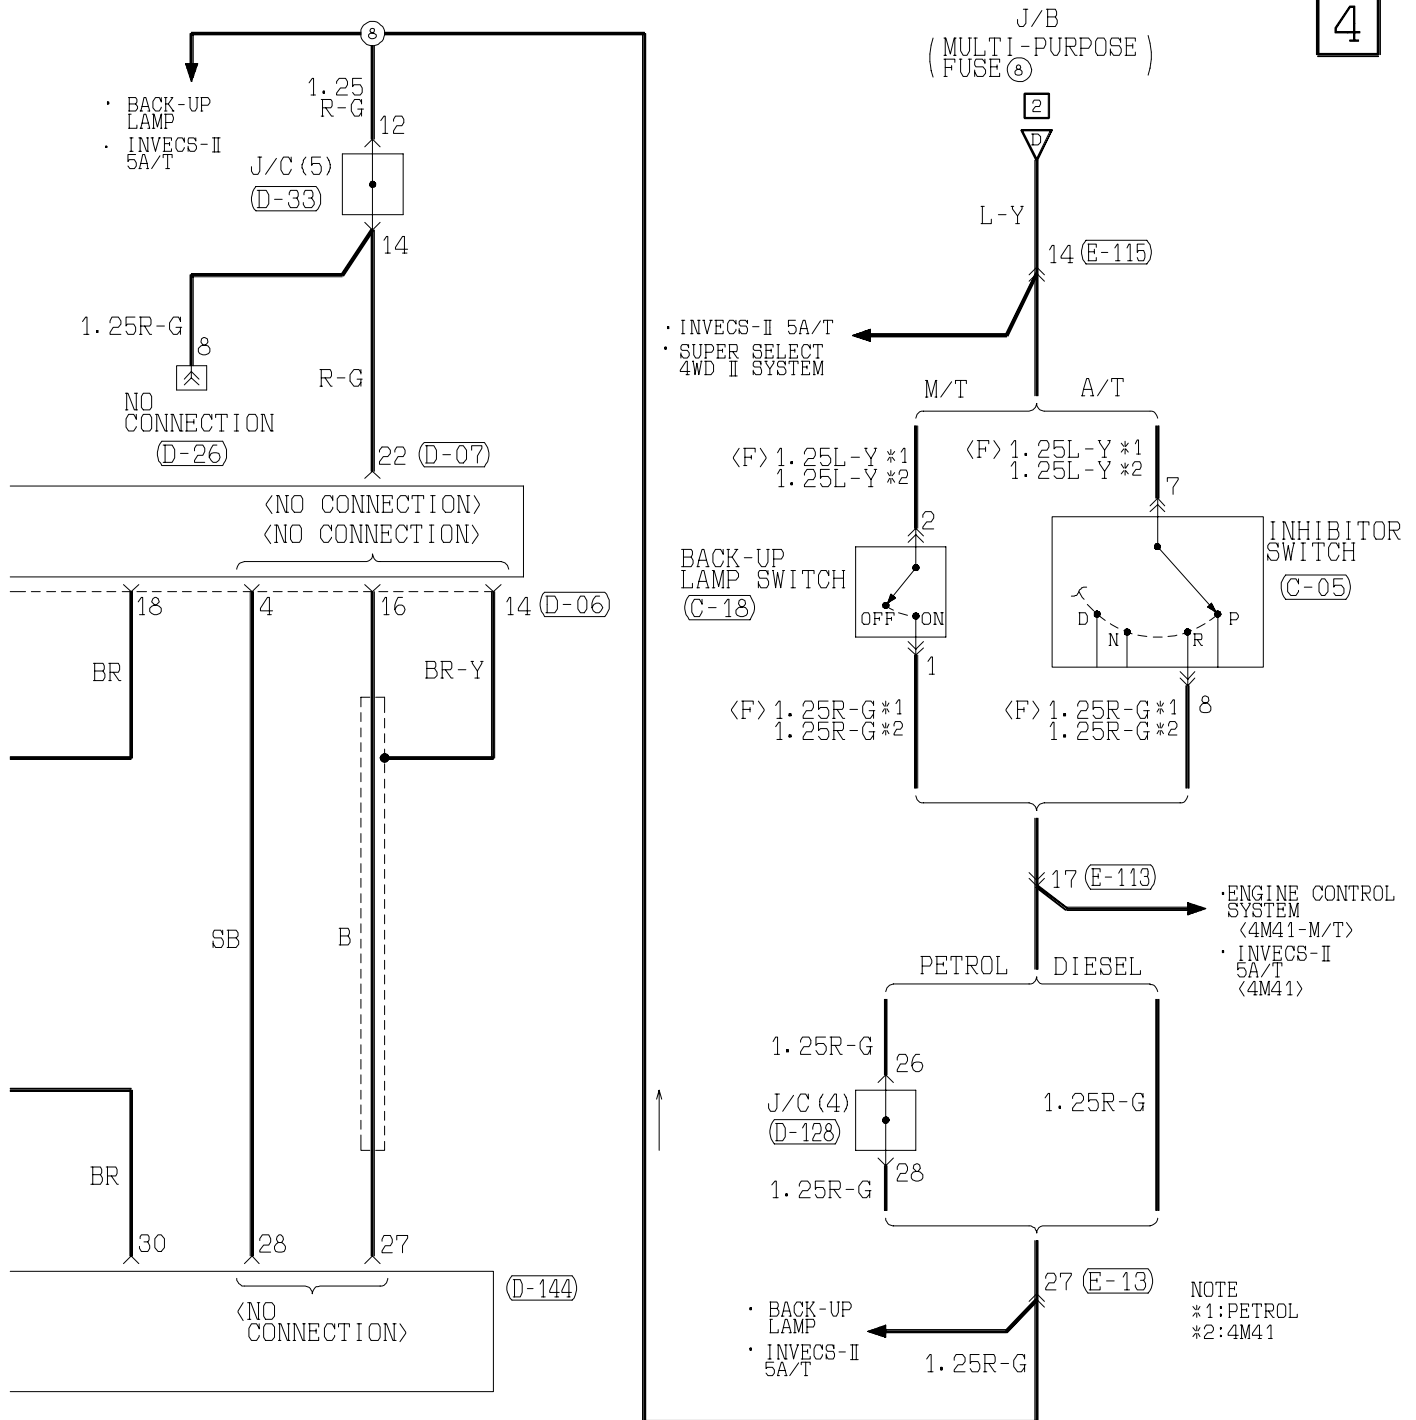 4
J/B
(MULTI-PURPOSE
FUSE ⑧)
2
D
L-Y
14 (E-115)
· INVECS-Ⅱ 5A/T
· SUPER SELECT
4WD Ⅱ SYSTEM
M/T
A/T
<F> 1.25L-Y *1
1.25L-Y *2
<F> 1.25L-Y *1
1.25L-Y *2
2
7
BACK-UP
LAMP SWITCH
(C-18)
OFF
ON
1
INHIBITOR
SWITCH
(C-05)
D
N
R
P
8
<F> 1.25R-G *1
1.25R-G *2
<F> 1.25R-G *1
1.25R-G *2
17 (E-113)
·ENGINE CONTROL
SYSTEM
<4M41-M/T>
· INVECS-Ⅱ
5A/T
<4M41>
PETROL
DIESEL
1.25R-G
26
J/C (4)
(D-128)
28
1.25R-G
1.25R-G
27 (E-13)
· BACK-UP
LAMP
· INVECS-Ⅱ
5A/T
1.25R-G
NOTE
*1:PETROL
*2:4M41
⑧
· BACK-UP
LAMP
· INVECS-Ⅱ
5A/T
1.25
R-G
12
J/C (5)
(D-33)
14
1.25R-G
8
NO
CONNECTION
(D-26)
R-G
22 (D-07)
<NO CONNECTION>
<NO CONNECTION>
18
4
16
14 (D-06)
BR
BR-Y
SB
B
BR
30
28
27
(D-144)
<NO
CONNECTION>